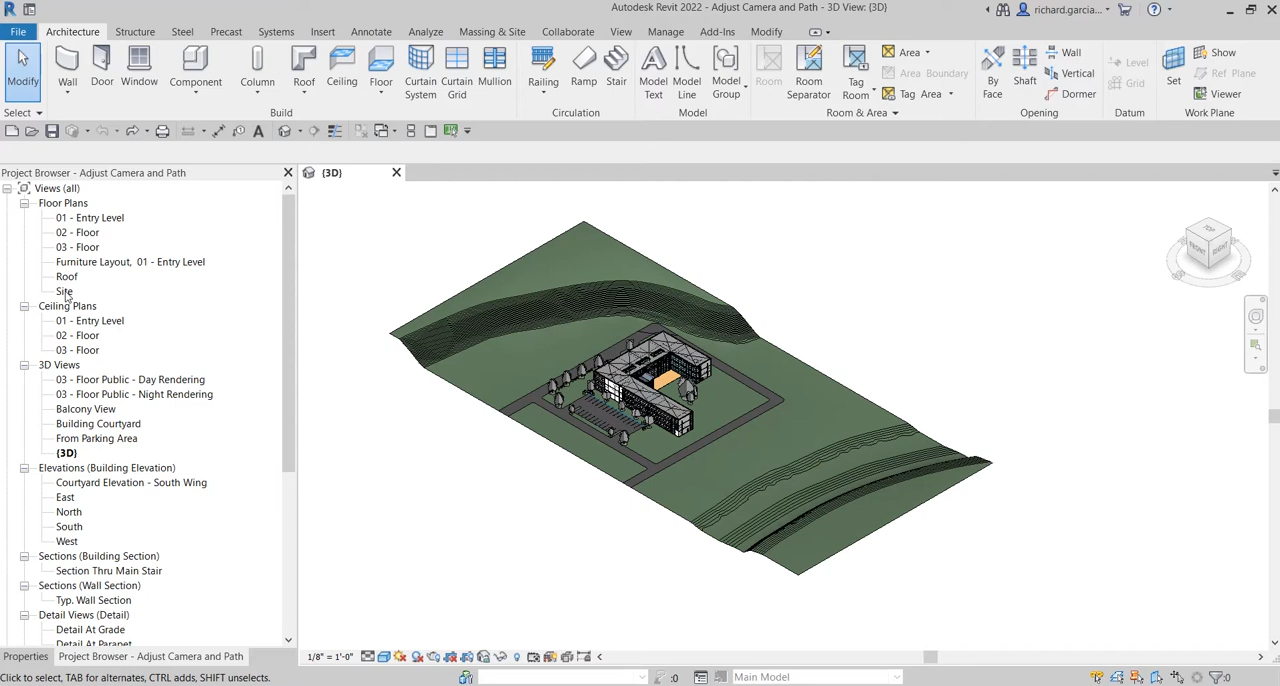 Autodesk Revit 2022 - Adjust Camera and Path - 3D View: {3D}
richard.garcia...
File Architecture Structure Steel Precast Systems Insert Annotate Analyze Massing & Site Collaborate View Manage Add-Ins Modify
Modify Wall Door Window Component Column Roof Ceiling Floor Curtain System Curtain Grid Mullion Railing Ramp Stair Model Text Model Line Model Group Room Room Separator Tag Room
Area
Area Boundary
Tag Area
By Face Shaft
Wall
Vertical
Dormer
Level
Grid
Set
Show
Ref Plane
Viewer
Select Build Circulation Model Room & Area Opening Datum Work Plane
Project Browser - Adjust Camera and Path
{3D}
Views (all)
Floor Plans
01 - Entry Level
02 - Floor
03 - Floor
Furniture Layout, 01 - Entry Level
Roof
Site
Ceiling Plans
01 - Entry Level
02 - Floor
03 - Floor
3D Views
03 - Floor Public - Day Rendering
03 - Floor Public - Night Rendering
Balcony View
Building Courtyard
From Parking Area
{3D}
Elevations (Building Elevation)
Courtyard Elevation - South Wing
East
North
South
West
Sections (Building Section)
Section Thru Main Stair
Sections (Wall Section)
Typ. Wall Section
Detail Views (Detail)
Detail At Grade
Detail At Parapet
TOP
FRONT
RIGHT
Properties Project Browser - Adjust Camera and Path
1/8" = 1'-0"
Click to select, TAB for alternates, CTRL adds, SHIFT unselects.
:0
Main Model
:0